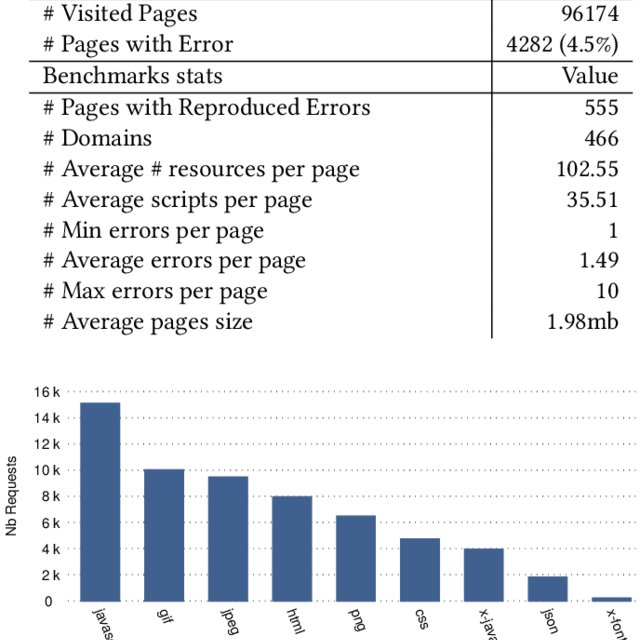 # Visited Pages 96174
# Pages with Error 4282 (4.5%)
Benchmarks stats Value
# Pages with Reproduced Errors 555
# Domains 466
# Average # resources per page 102.55
# Average scripts per page 35.51
# Min errors per page 1
# Average errors per page 1.49
# Max errors per page 10
# Average pages size 1.98mb
16 k
14 k
12 k
10 k
8 k
6 k
4 k
2 k
0
Nb Requests
gif jpeg html png css json